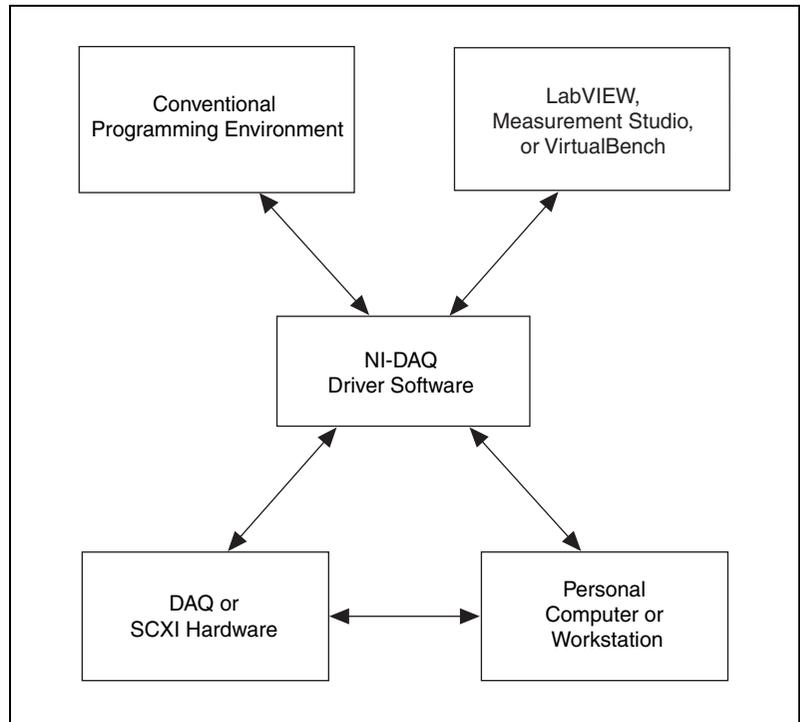 Conventional
Programming Environment
LabVIEW,
Measurement Studio,
or VirtualBench
NI-DAQ
Driver Software
DAQ or
SCXI Hardware
Personal
Computer or
Workstation